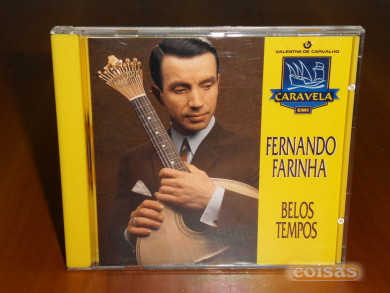 VALENTIM DE CARVALHO
CARAVELA
EMI
FERNANDO
FARINHA
BELOS
TEMPOS
coisas